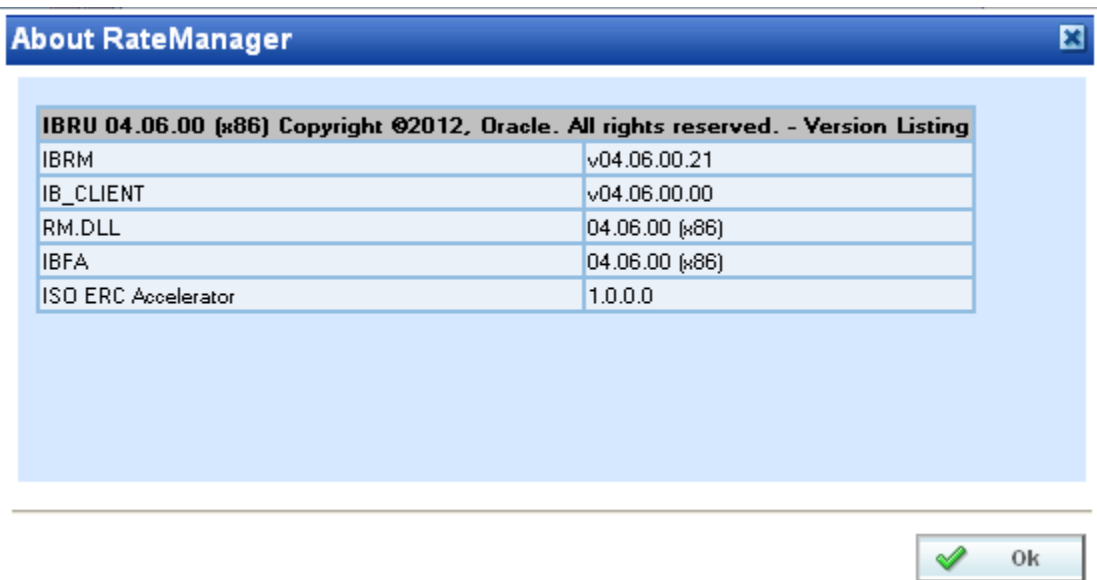 About RateManager
IBRU 04.06.00 (x86) Copyright ©2012, Oracle. All rights reserved. - Version Listing
IBRM v04.06.00.21
IB_CLIENT v04.06.00.00
RM.DLL 04.06.00 (x86)
IBFA 04.06.00 (x86)
ISO ERC Accelerator 1.0.0.0
Ok